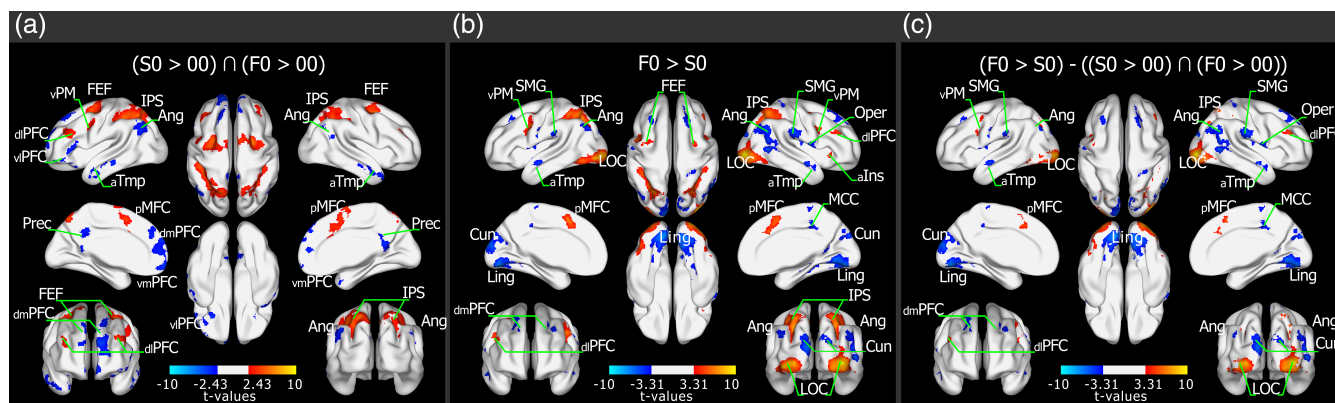 (a)
(S0 > 00) ∩ (F0 > 00)
FEF
vPM
IPS
Ang
dlPFC
vlPFC
aTmp
IPS
FEF
Ang
aTmp
pMFC
Prec
dmPFC
vmPFC
pMFC
Prec
vmPFC
FEF
dmPFC
dlPFC
vlPFC
IPS
Ang
Ang
-10 -2.43 2.43 10
t-values
(b)
F0 > S0
SMG
vPM
FEF
IPS
Ang
LOC
aTmp
SMG
IPS
vPM
Ang
Oper
dlPFC
LOC
aTmp
aIns
pMFC
Cun
Ling
Ling
pMFC
MCC
Cun
Ling
dmPFC
dlPFC
IPS
Ang
Cun
LOC
-10 -3.31 3.31 10
t-values
(c)
(F0 > S0) - ((S0 > 00) ∩ (F0 > 00))
SMG
vPM
IPS
Ang
LOC
aTmp
SMG
IPS
Ang
Oper
dlPFC
LOC
aTmp
pMFC
Cun
Ling
Ling
pMFC
MCC
Cun
Ling
dmPFC
dlPFC
Ang
Ang
Cun
LOC
-10 -3.31 3.31 10
t-values